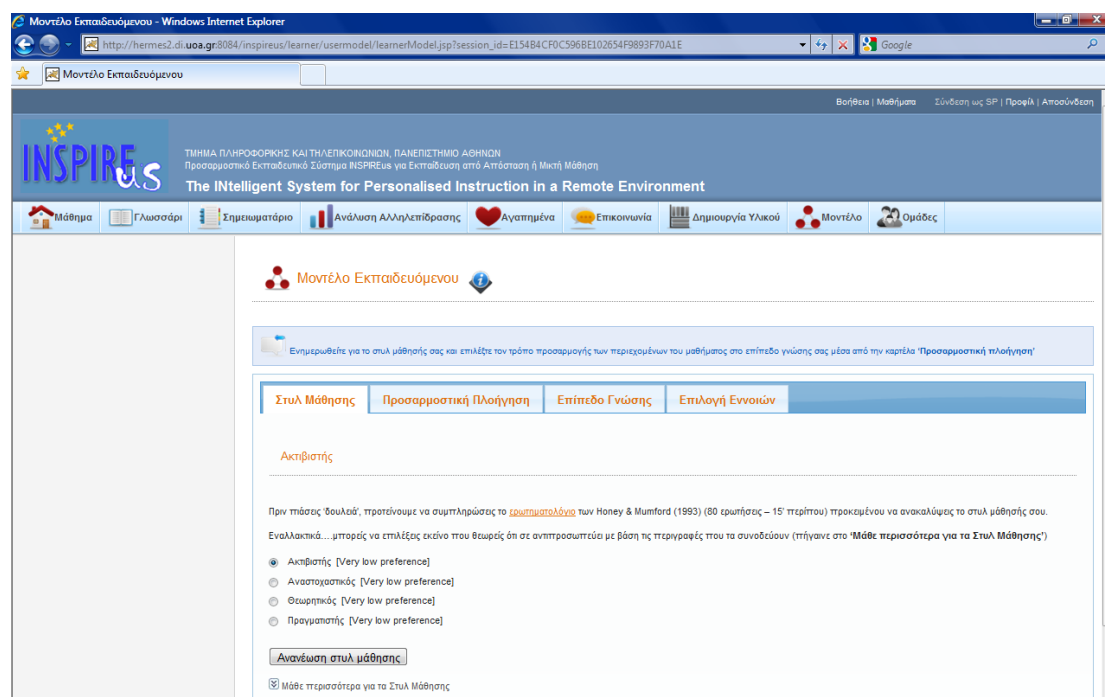 Μοντέλο Εκπαιδευόμενου - Windows Internet Explorer
http://hermes2.di.uoa.gr:8084/inspireus/learner/usermodel/learnerModel.jsp?session_id=E15484CF0C596BE102654F9893F70A1E
Google
Μοντέλο Εκπαιδευόμενου
Βοήθεια | Μαθήματα Σύνδεση ως SP | Προφίλ | Αποσύνδεση
INSPIREus
ΤΜΗΜΑ ΠΛΗΡΟΦΟΡΙΚΗΣ ΚΑΙ ΤΗΛΕΠΙΚΟΙΝΩΝΙΩΝ, ΠΑΝΕΠΙΣΤΗΜΙΟ ΑΘΗΝΩΝ
Προσαρμοστικό Εκπαιδευτικό Σύστημα INSPIREus για Εκπαίδευση από Απόσταση ή Μικτή Μάθηση
The INtelligent System for Personalised Instruction in a Remote Environment
Μάθημα Γλωσσάρι Σημειωματάριο Ανάλυση Αλληλεπίδρασης Αγαπημένα Επικοινωνία Δημιουργία Υλικού Μοντέλο Ομάδες
Μοντέλο Εκπαιδευόμενου
Ενημερωθείτε για το στυλ μάθησής σας και επιλέξτε τον τρόπο προσαρμογής των περιεχομένων του μαθήματος στο επίπεδο γνώσης σας μέσα από την καρτέλα 'Προσαρμοστική πλοήγηση'
Στυλ Μάθησης Προσαρμοστική Πλοήγηση Επίπεδο Γνώσης Επιλογή Εννοιών
Ακτιβιστής
Πριν πιάσεις 'δουλειά', προτείνουμε να συμπληρώσεις το ερωτηματολόγιο των Honey & Mumford (1993) (80 ερωτήσεις – 15' περίπου) προκειμένου να ανακαλύψεις το στυλ μάθησής σου.
Εναλλακτικά....μπορείς να επιλέξεις εκείνο που θεωρείς ότι σε αντιπροσωπεύει με βάση τις περιγραφές που τα συνοδεύουν (πήγαινε στο 'Μάθε περισσότερα για τα Στυλ Μάθησης')
Ακτιβιστής [Very low preference]
Αναστοχαστικός [Very low preference]
Θεωρητικός [Very low preference]
Πραγματιστής [Very low preference]
Ανανέωση στυλ μάθησης
Μάθε περισσότερα για τα Στυλ Μάθησης